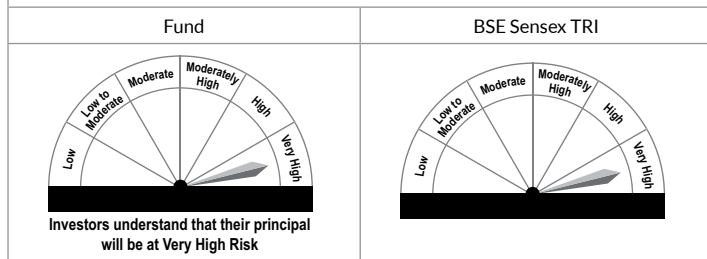 Fund
BSE Sensex TRI
Low
Low to
Moderate
Moderate
Moderately
High
High
Very High
Low
Low to
Moderate
Moderate
Moderately
High
High
Very High
Investors understand that their principal
will be at Very High Risk